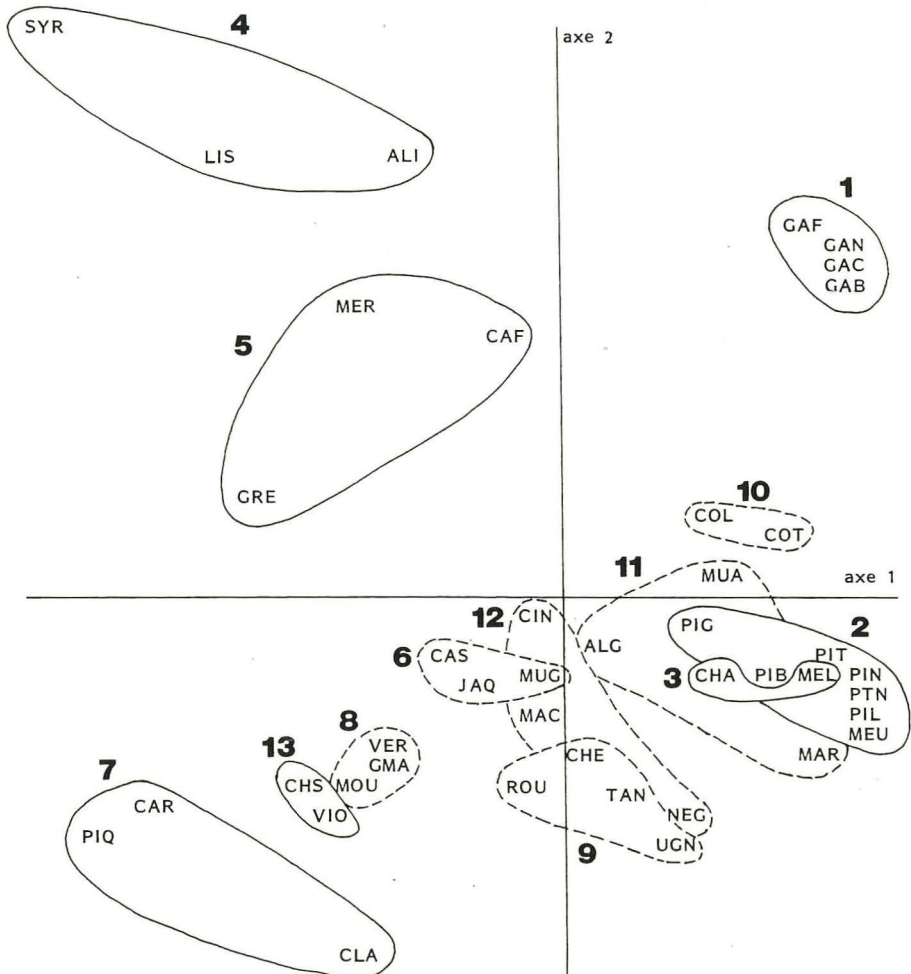 SYR
4
axe 2
LIS ALI
1
GAF
GAN
GAC
GAB
MER
5 CAF
GRE
10
COL
COT
11
MUA axe 1
12 CIN
PIG 2
6 CAS ALG PIT
3 CHA PIB MEL PIN
JAQ MUG
PTN
MAC PIL
MEU
8
VER
13 CHE MAR
7 GMA
CHS MOU ROU
CAR TAN
VIO NEG
PIQ
UGN
9
CLA